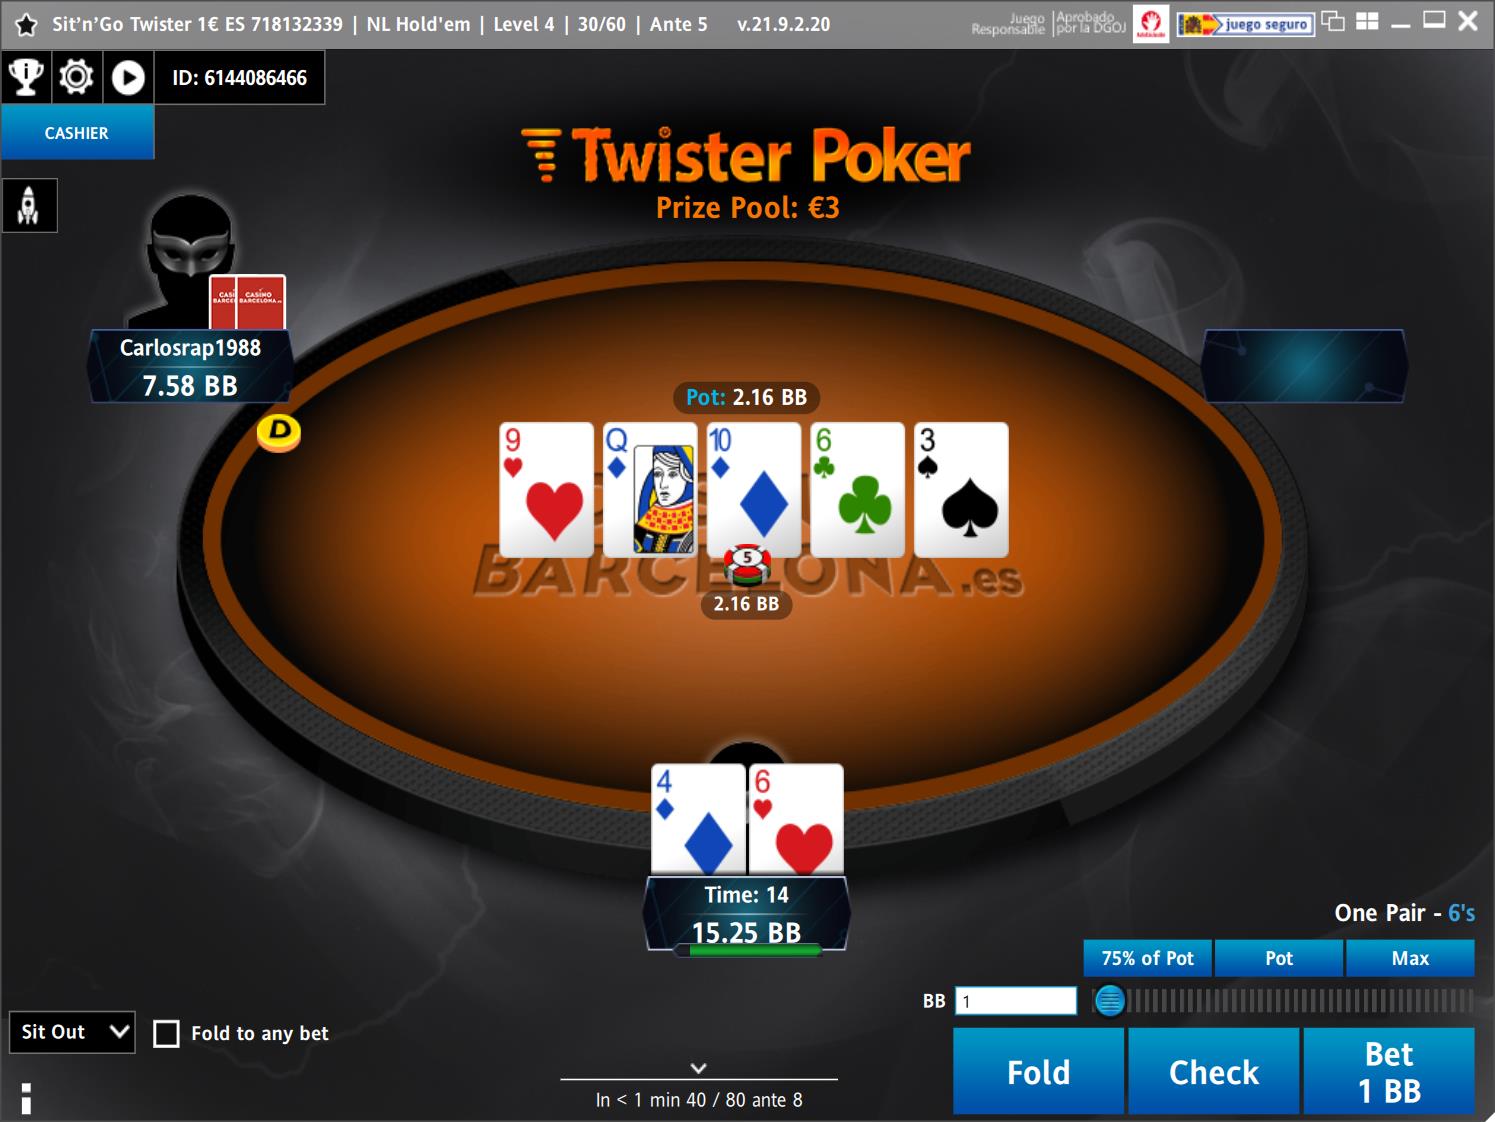 Sit'n'Go Twister 1€ ES 718132339 | NL Hold'em | Level 4 | 30/60 | Ante 5 v.21.9.2.20
Juego Responsable
Aprobado por la DGOJ
juego seguro
ID: 6144086466
CASHIER
Twister Poker
Prize Pool: €3
CASINO BARCELONA.es
Carlosrap1988
7.58 BB
D
Pot: 2.16 BB
9
Q
10
6
3
BARCELONA.es
5
2.16 BB
4
6
Time: 14
15.25 BB
One Pair - 6's
75% of Pot
Pot
Max
BB
1
Sit Out
Fold to any bet
Fold
Check
Bet
1 BB
In < 1 min 40 / 80 ante 8